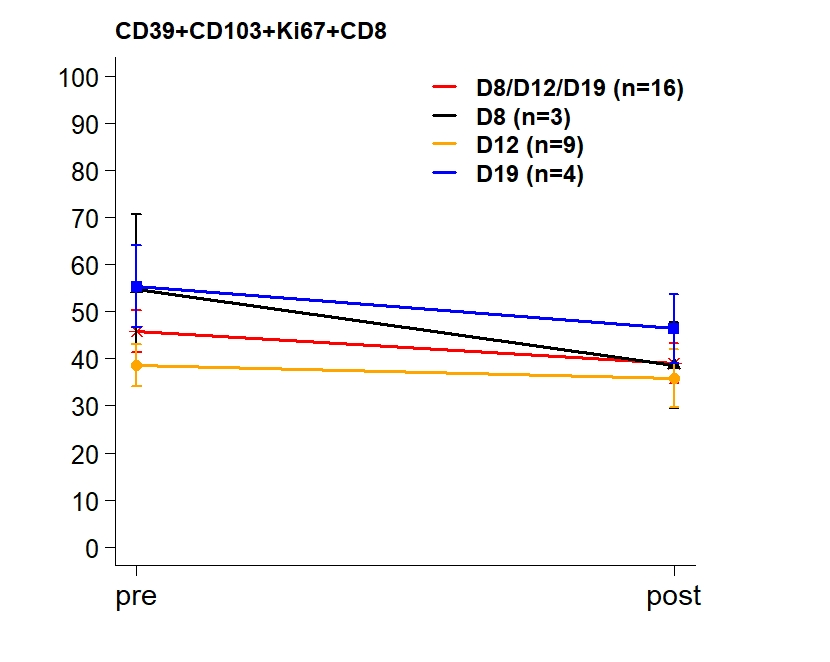 CD39+CD103+Ki67+CD8
D8/D12/D19 (n=16)
D8 (n=3)
D12 (n=9)
D19 (n=4)
100
90
80
70
60
50
40
30
20
10
0
pre
post